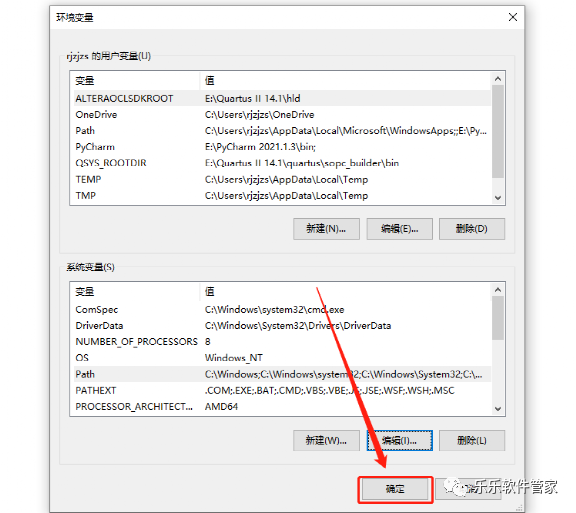 环境变量
rjzjzs 的用户变量(U)
变量 值
ALTERAOCLSDKROOT E:\Quartus II 14.1\hld
OneDrive C:\Users\rjzjzs\OneDrive
Path C:\Users\rjzjzs\AppData\Local\Microsoft\WindowsApps;;E:\Py...
PyCharm E:\PyCharm 2021.1.3\bin;
QSYS_ROOTDIR E:\Quartus II 14.1\quartus\sopc_builder\bin
TEMP C:\Users\rjzjzs\AppData\Local\Temp
TMP C:\Users\rjzjzs\AppData\Local\Temp
新建(N)... 编辑(E)... 删除(D)
系统变量(S)
变量 值
ComSpec C:\Windows\system32\cmd.exe
DriverData C:\Windows\System32\Drivers\DriverData
NUMBER_OF_PROCESSORS 8
OS Windows_NT
Path C:\Windows;C:\Windows\system32;C:\Windows\System32;C:\...
PATHEXT .COM;.EXE;.BAT;.CMD;.VBS;.VBE;.JS;.JSE;.WSF;.WSH;.MSC
PROCESSOR_ARCHITECT... AMD64
新建(W)... 编辑(I)... 删除(L)
确定
乐乐软件管家